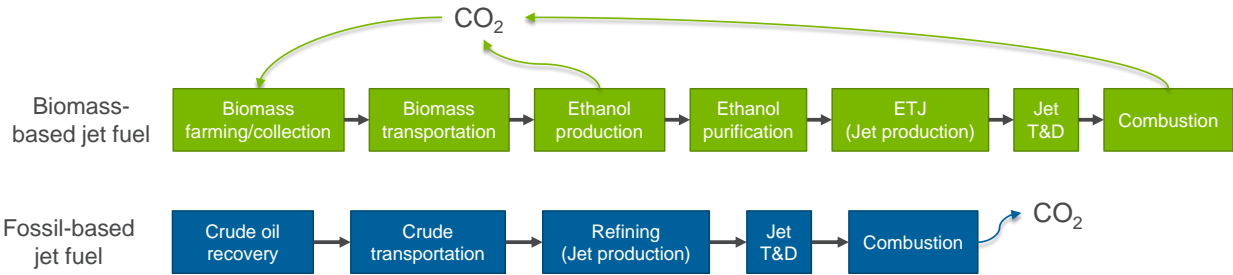 CO₂
Biomass-
based jet fuel
Biomass
farming/collection
Biomass
transportation
Ethanol
production
Ethanol
purification
ETJ
(Jet production)
Jet
T&D
Combustion
Fossil-based
jet fuel
Crude oil
recovery
Crude
transportation
Refining
(Jet production)
Jet
T&D
Combustion
CO₂